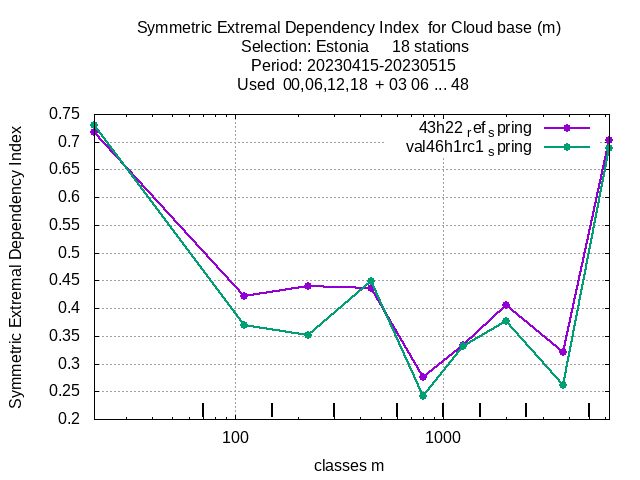 Symmetric Extremal Dependency Index for Cloud base (m)
Selection: Estonia 18 stations
Period: 20230415-20230515
Used 00,06,12,18 + 03 06 ... 48
43h22 ref spring
val46h1rc1 spring
Symmetric Extremal Dependency Index
0.75
0.7
0.65
0.6
0.55
0.5
0.45
0.4
0.35
0.3
0.25
0.2
100 1000
classes m